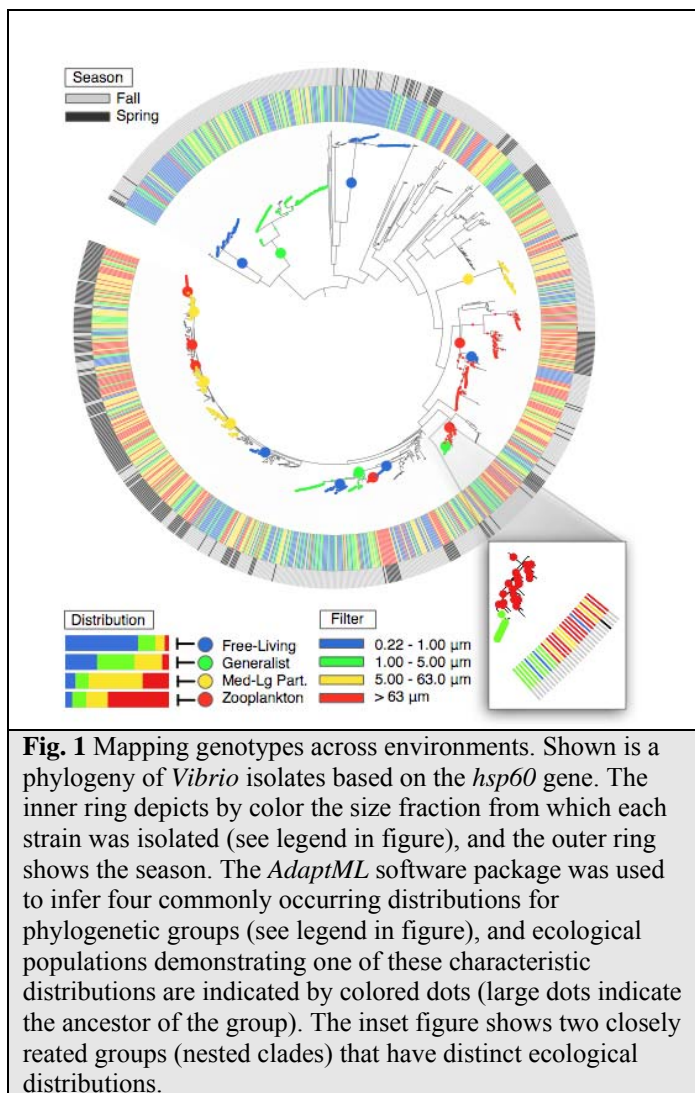 Season
Fall
Spring
Distribution
Free-Living
Generalist
Med-Lg Part.
Zooplankton
Filter
0.22 - 1.00 µm
1.00 - 5.00 µm
5.00 - 63.0 µm
> 63 µm
Fig. 1 Mapping genotypes across environments. Shown is a
phylogeny of Vibrio isolates based on the hsp60 gene. The
inner ring depicts by color the size fraction from which each
strain was isolated (see legend in figure), and the outer ring
shows the season. The AdaptML software package was used
to infer four commonly occurring distributions for
phylogenetic groups (see legend in figure), and ecological
populations demonstrating one of these characteristic
distributions are indicated by colored dots (large dots indicate
the ancestor of the group). The inset figure shows two closely
reated groups (nested clades) that have distinct ecological
distributions.